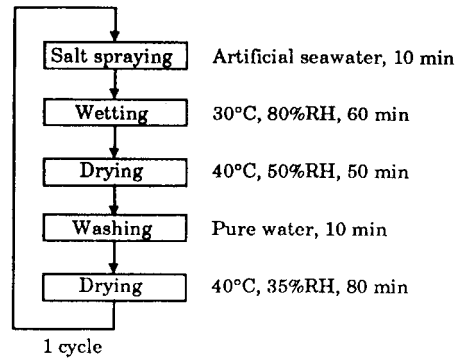 Salt spraying Artificial seawater, 10 min
Wetting 30°C, 80%RH, 60 min
Drying 40°C, 50%RH, 50 min
Washing Pure water, 10 min
Drying 40°C, 35%RH, 80 min
1 cycle